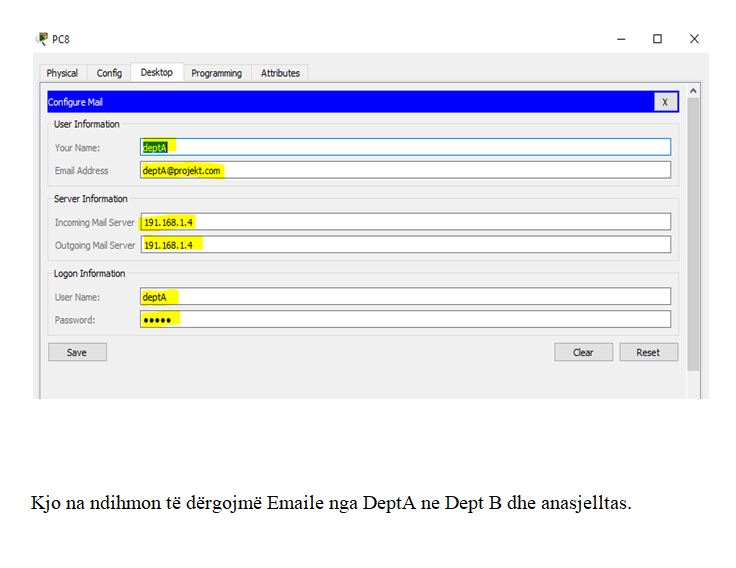 PC8
Physical Config Desktop Programming Attributes
Configure Mail X
User Information
Your Name: deptA
Email Address deptA@projekt.com
Server Information
Incoming Mail Server 191.168.1.4
Outgoing Mail Server 191.168.1.4
Logon Information
User Name: deptA
Password: •••••
Save Clear Reset
Kjo na ndihmon të dërgojmë Emaile nga DeptA ne Dept B dhe anasjelltas.